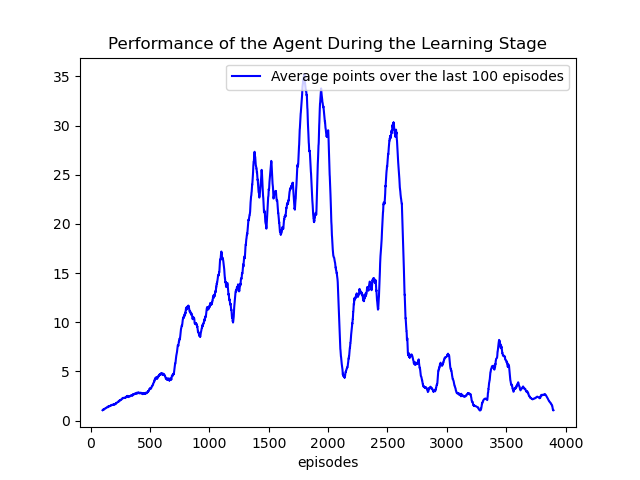 Performance of the Agent During the Learning Stage
Average points over the last 100 episodes
35
30
25
20
15
10
5
0
0 500 1000 1500 2000 2500 3000 3500 4000
episodes